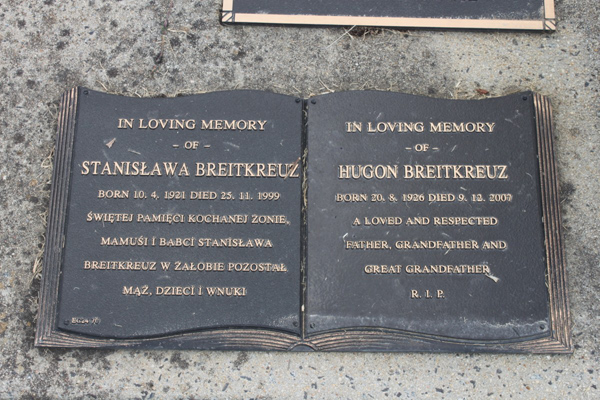 IN LOVING MEMORY
– OF –
STANISŁAWA BREITKREUZ
BORN 10. 4. 1921 DIED 25. 11. 1999
ŚWIĘTEJ PAMIĘCI KOCHANEJ ŻONIE
MAMUSI I BABCI STANISŁAWA
BREITKREUZ W ŻAŁOBIE POZOSTAŁ
MĄŻ, DZIECI I WNUKI
IN LOVING MEMORY
– OF –
HUGON BREITKREUZ
BORN 20. 8. 1926 DIED 9. 12. 2007
A LOVED AND RESPECTED
FATHER, GRANDFATHER AND
GREAT GRANDFATHER
R. I. P.